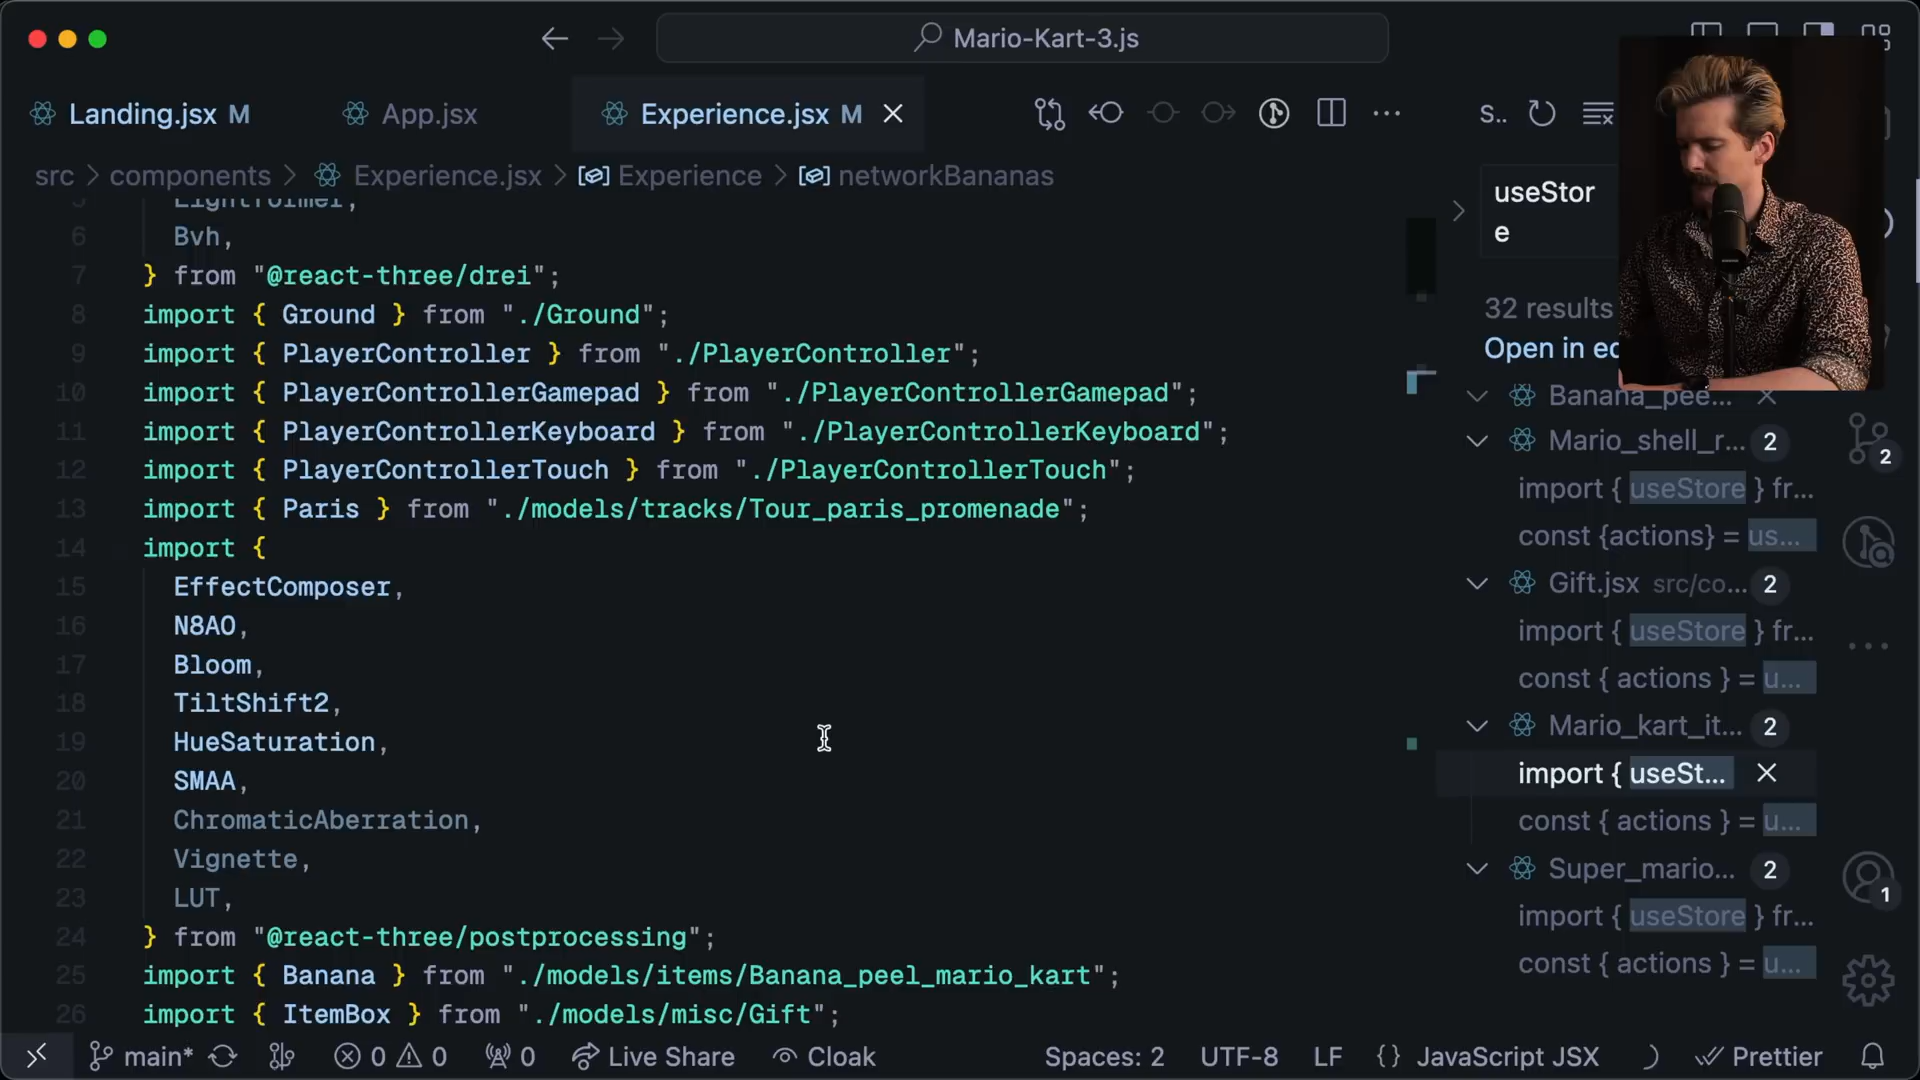 Mario-Kart-3.js
Landing.jsx M
App.jsx
Experience.jsx M
S..
src > components > Experience.jsx > Experience > networkBananas
useStor
e
32 results
Open in ec
5 Lightformer,
6 Bvh,
7 } from "@react-three/drei";
8 import { Ground } from "./Ground";
9 import { PlayerController } from "./PlayerController";
10 import { PlayerControllerGamepad } from "./PlayerControllerGamepad";
11 import { PlayerControllerKeyboard } from "./PlayerControllerKeyboard";
12 import { PlayerControllerTouch } from "./PlayerControllerTouch";
13 import { Paris } from "./models/tracks/Tour_paris_promenade";
14 import {
15 EffectComposer,
16 N8AO,
17 Bloom,
18 TiltShift2,
19 HueSaturation,
20 SMAA,
21 ChromaticAberration,
22 Vignette,
23 LUT,
24 } from "@react-three/postprocessing";
25 import { Banana } from "./models/items/Banana_peel_mario_kart";
26 import { ItemBox } from "./models/misc/Gift";
Banana_pee...
Mario_shell_r... 2
import { useStore } fr...
const {actions} = us...
Gift.jsx src/co... 2
import { useStore } fr...
const { actions } = u...
Mario_kart_it... 2
import { useSt...
const { actions } = u...
Super_mario... 2
import { useStore } fr...
const { actions } = u...
2
1
main* 0 0 0 Live Share Cloak Spaces: 2 UTF-8 LF {} JavaScript JSX Prettier